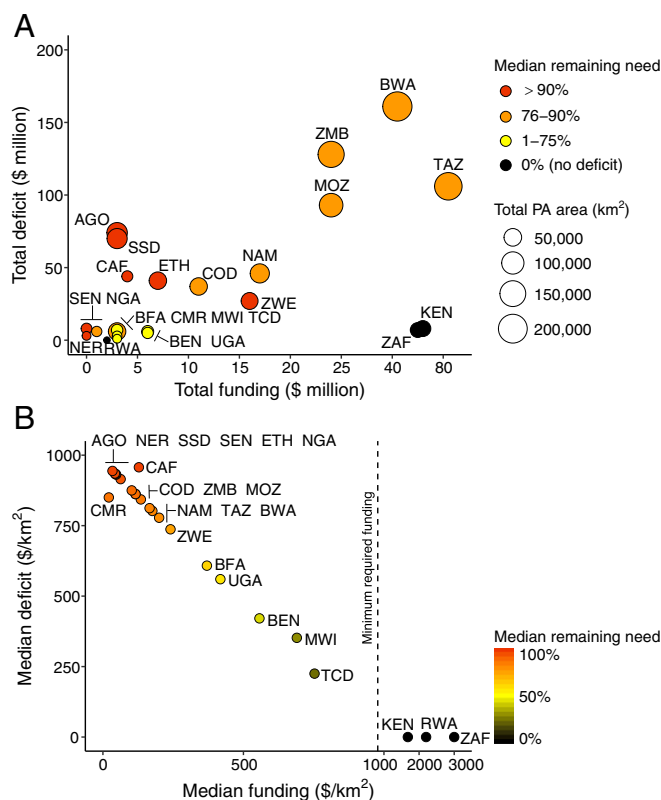 A
Total deficit ($ million)
200
150
100
50
0
BWA
ZMB
TAZ
MOZ
AGO
SSD
CAF
ETH
COD
NAM
ZWE
SEN NGA
BFA CMR MWI TCD
BEN UGA
NER
RWA
KEN
ZAF
0 5 10 15 20 25 40 80
Total funding ($ million)
Median remaining need
> 90%
76–90%
1–75%
0% (no deficit)
Total PA area (km²)
50,000
100,000
150,000
200,000
B
Median deficit ($/km²)
1000
750
500
250
0
AGO NER SSD SEN ETH NGA
CAF
CMR
COD ZMB MOZ
NAM TAZ BWA
ZWE
BFA
UGA
BEN
MWI
TCD
Minimum required funding
KEN RWA
ZAF
0 500 1000 2000 3000
Median funding ($/km²)
Median remaining need
100%
50%
0%